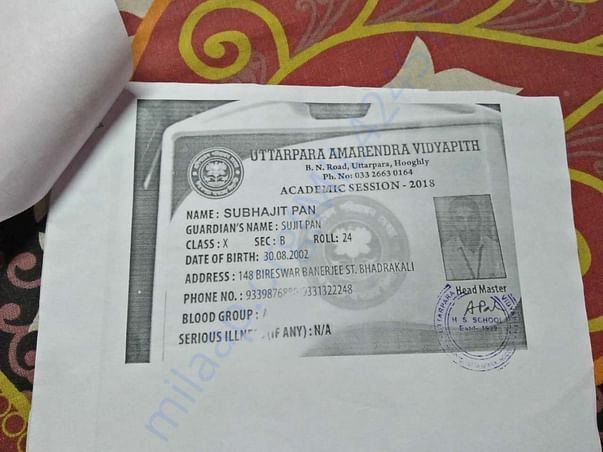 UTTARPARA AMARENDRA VIDYAPITH
B. N. Road, Uttarpara, Hooghly
Ph. No: 033 2663 0164
ACADEMIC SESSION - 2018
NAME : SUBHAJIT PAN
GUARDIAN'S NAME : SUJIT PAN
CLASS : X SEC : B ROLL : 24
DATE OF BIRTH: 30.08.2002
ADDRESS : 148 BIRESWAR BANERJEE ST. BHADRAKALI
PHONE NO. : 9331322248
BLOOD GROUP :
SERIOUS (IF ANY) : N/A
Head Master
UTTARPARA
H. S. SCHOOL